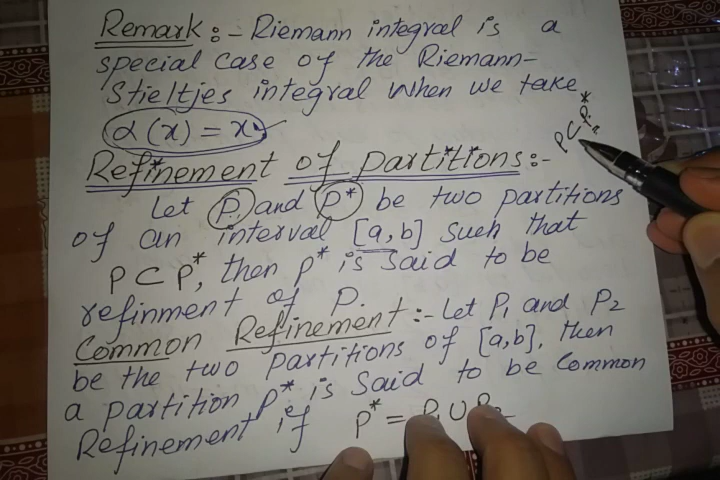 Remark:- Riemann integral is a
special case of the Riemann-
Stieltjes integral when we take
α(x) = x
P ⊂ P*
Refinement of partitions:-
Let P and P* be two partitions
of an interval [a,b] such that
P ⊂ P*, then P* is said to be
refinment of P.
Common Refinement:- Let P1 and P2
be the two partitions of [a,b], then
a partition P* is said to be Common
Refinement if P* = P1 ∪ P2